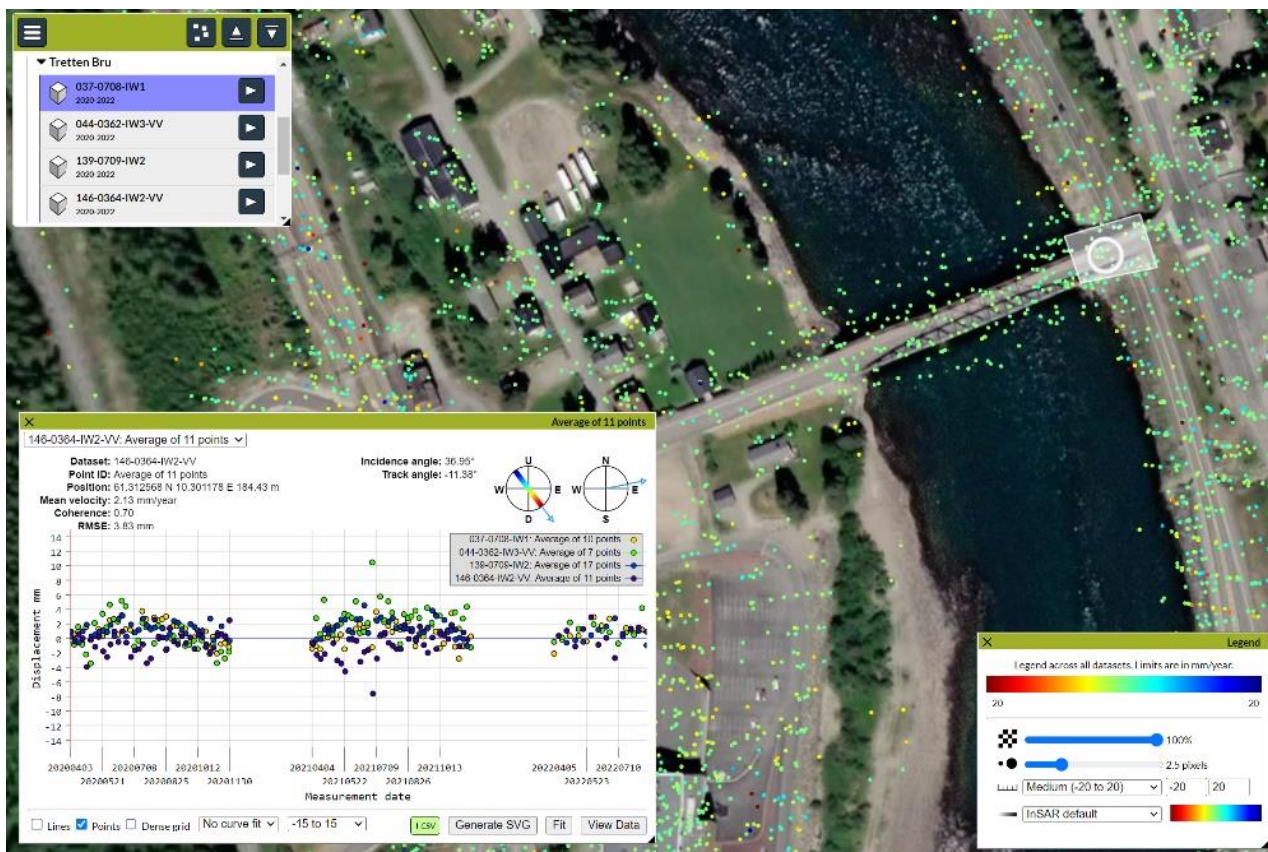 Tretten Bru
037-0708-IW1
2020-2022
044-0362-IW3-VV
2020-2022
139-0709-IW2
2020-2022
146-0364-IW2-VV
2020-2022
Average of 11 points
146-0364-IW2-VV: Average of 11 points
Dataset: 146-0364-IW2-VV
Point ID: Average of 11 points
Position: 61.312568 N 10.301178 E 184.43 m
Mean velocity: 2.13 mm/year
Coherence: 0.70
RMSE: 3.83 mm
Incidence angle: 36.95°
Track angle: -11.38°
U
W E
D
N
W E
S
037-0708-IW1: Average of 10 points
044-0362-IW3-VV: Average of 7 points
139-0709-IW2: Average of 17 points
146-0364-IW2-VV: Average of 11 points
Displacement mm
14
12
10
8
6
4
2
0
-2
-4
-6
-8
-10
-12
-14
20200403 20200708 20201012 20210404 20210709 20211013 20220405 20220710
20200521 20200825 20201130 20210522 20210826 20220523
Measurement date
Lines Points Dense grid No curve fit -15 to 15 CSV Generate SVG Fit View Data
Legend
Legend across all datasets. Limits are in mm/year.
20 20
100%
2.5 pixels
Medium (-20 to 20) -20 20
InSAR default